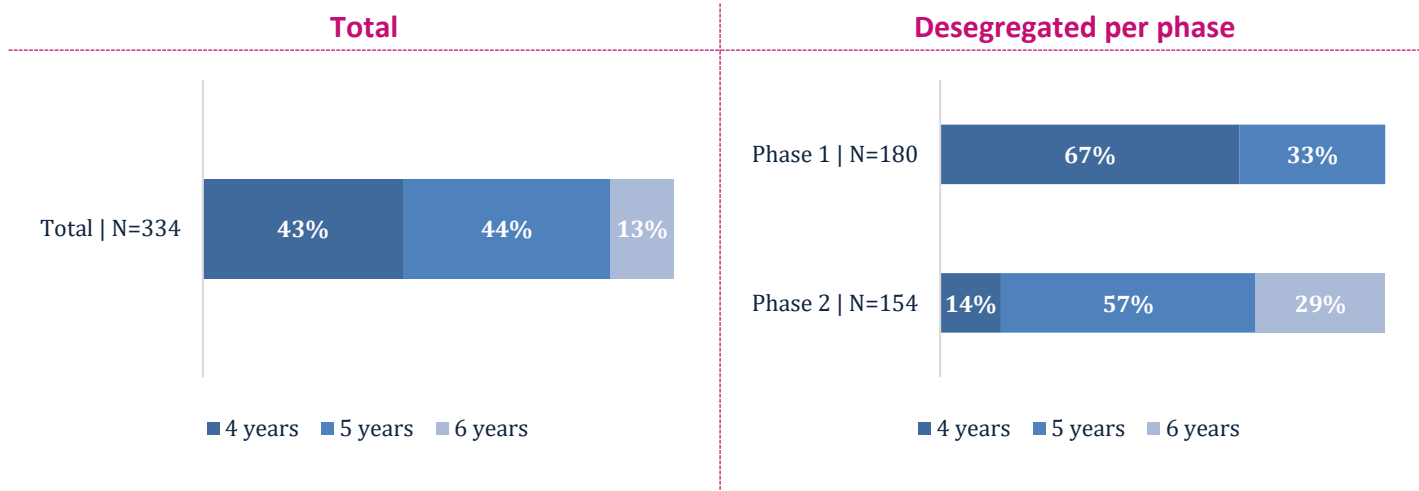 Total
Total | N=334
43%
44%
13%
4 years
5 years
6 years
Desegregated per phase
Phase 1 | N=180
67%
33%
Phase 2 | N=154
14%
57%
29%
4 years
5 years
6 years